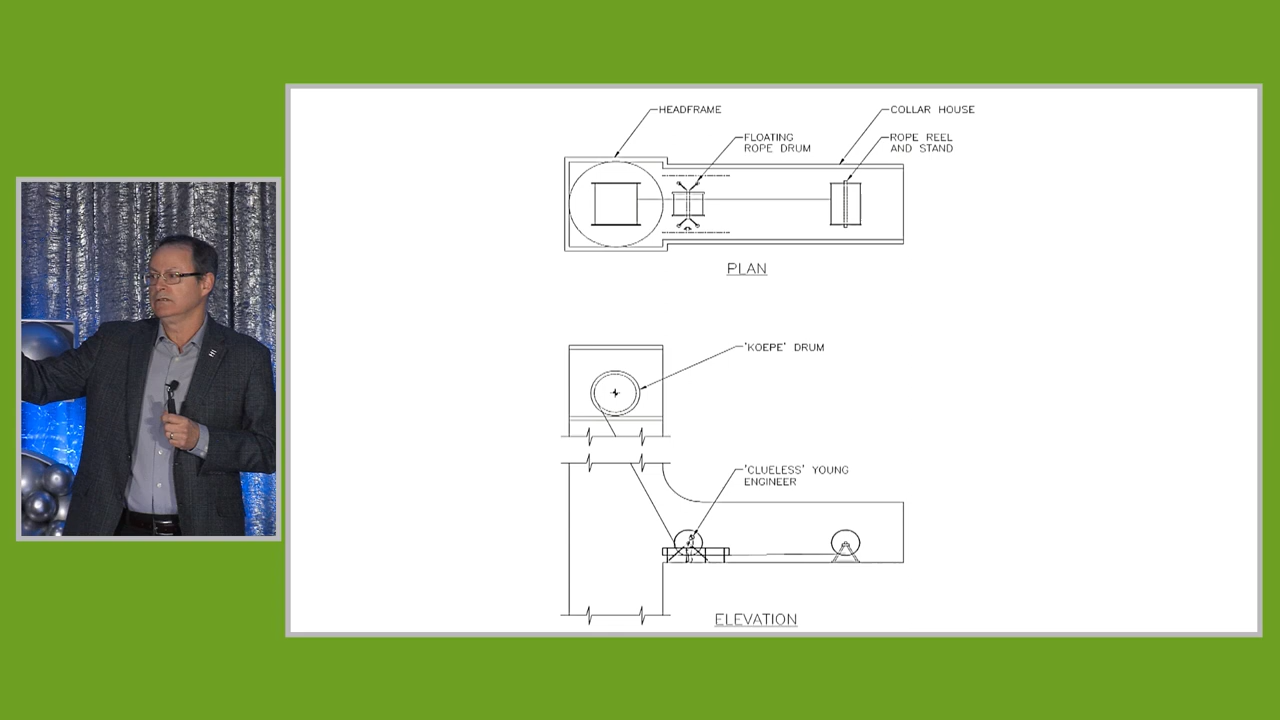 HEADFRAME
COLLAR HOUSE
FLOATING
ROPE DRUM
ROPE REEL
AND STAND
PLAN
'KOEPE' DRUM
'CLUELESS' YOUNG
ENGINEER
ELEVATION